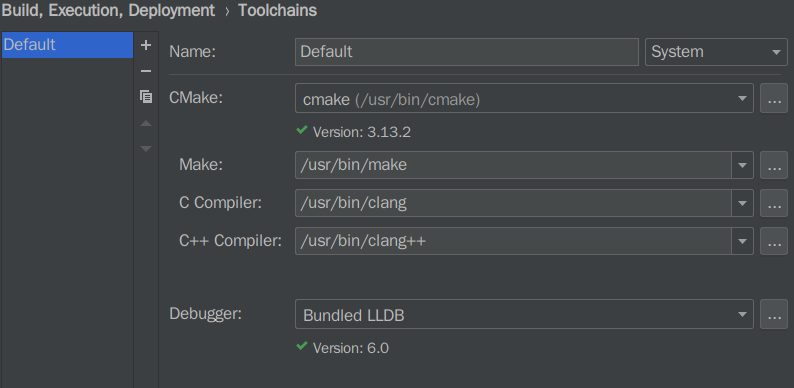 Build, Execution, Deployment › Toolchains
Default
Name: Default System
CMake: cmake (/usr/bin/cmake) ...
Version: 3.13.2
Make: /usr/bin/make ...
C Compiler: /usr/bin/clang ...
C++ Compiler: /usr/bin/clang++ ...
Debugger: Bundled LLDB ...
Version: 6.0